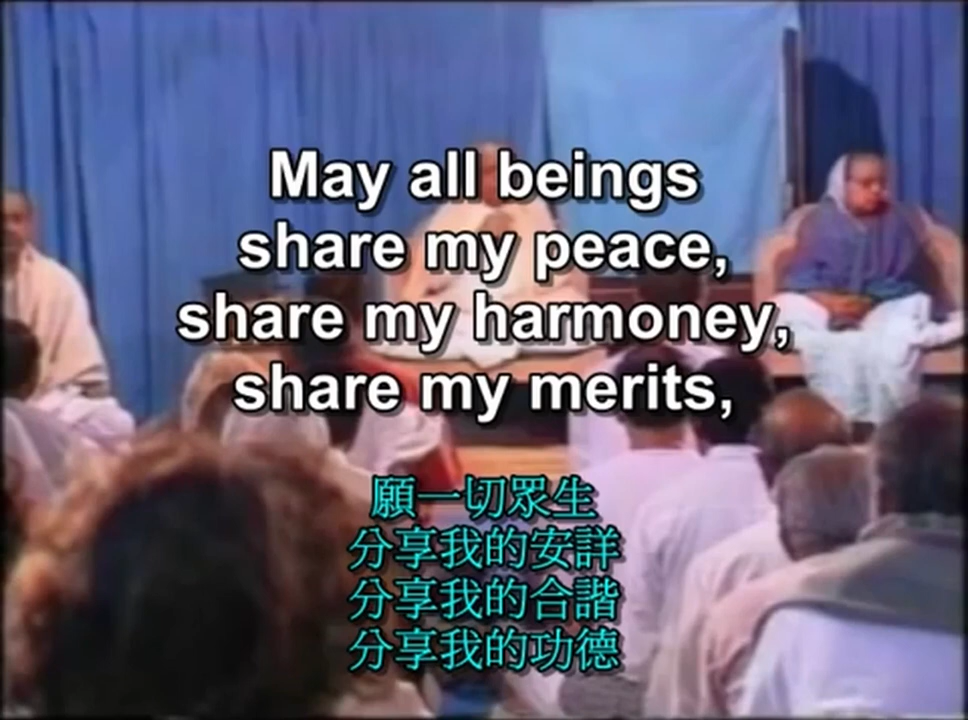 May all beings
share my peace,
share my harmoney,
share my merits,
願一切眾生
分享我的安詳
分享我的合諧
分享我的功德